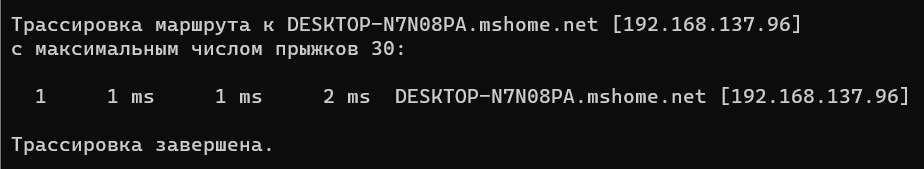 Трассировка маршрута к DESKTOP-N7N08PA.mshome.net [192.168.137.96]
с максимальным числом прыжков 30:
1 1 ms 1 ms 2 ms DESKTOP-N7N08PA.mshome.net [192.168.137.96]
Трассировка завершена.